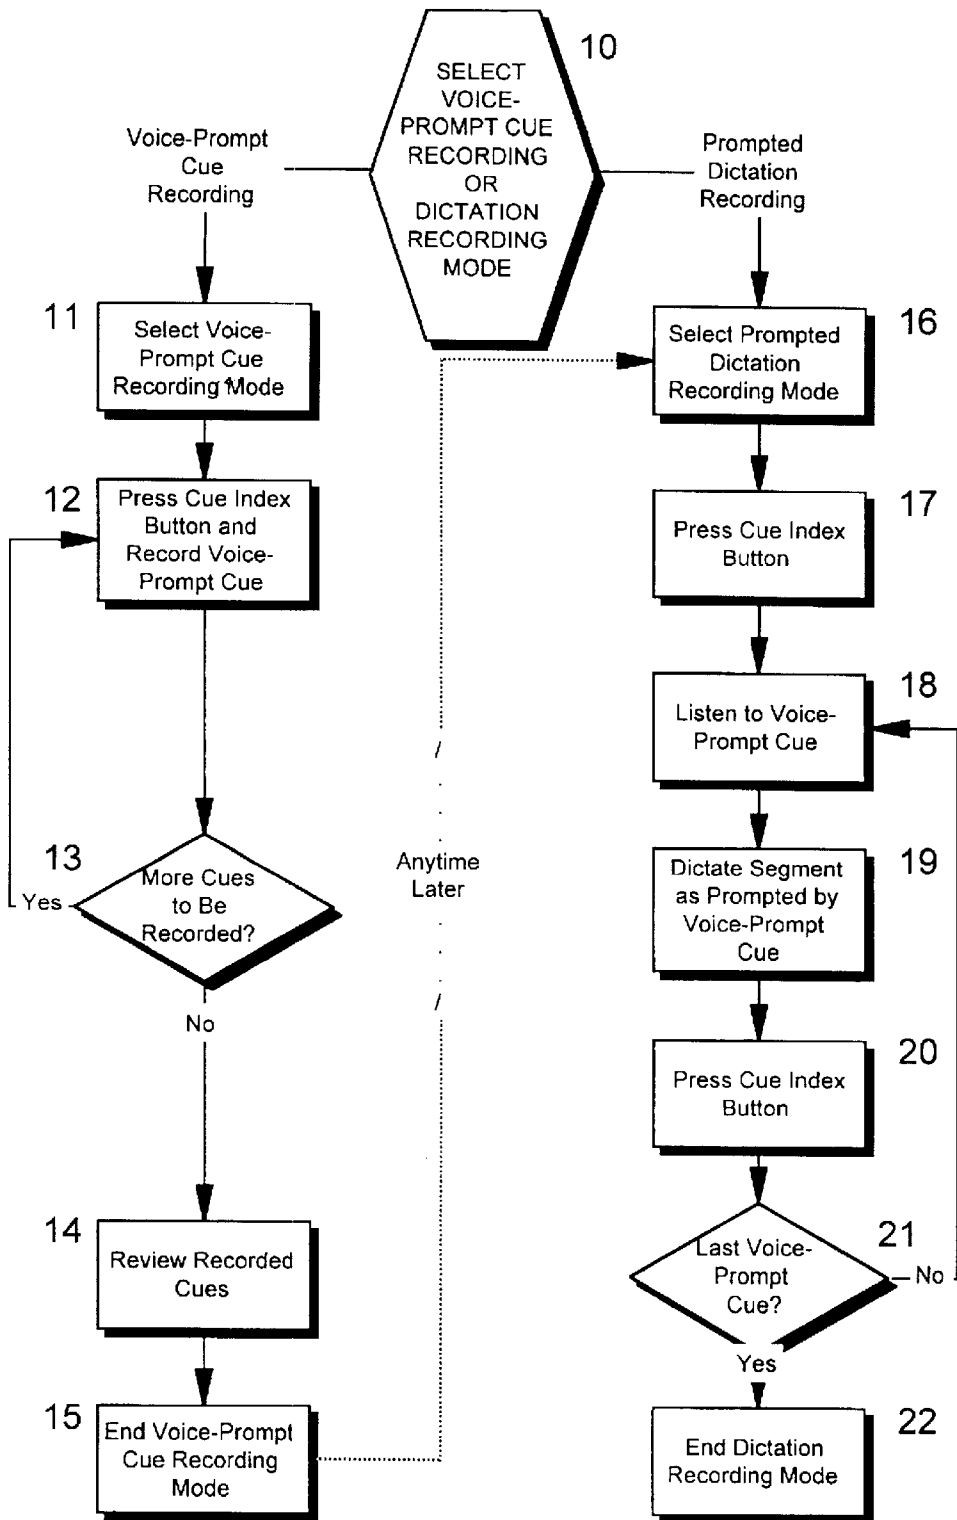 10
SELECT
VOICE-
PROMPT CUE
RECORDING
OR
DICTATION
RECORDING
MODE
Voice-Prompt
Cue
Recording
Prompted
Dictation
Recording
11
Select Voice-
Prompt Cue
Recording Mode
12
Press Cue Index
Button and
Record Voice-
Prompt Cue
13
More Cues
to Be
Recorded?
Yes
No
14
Review Recorded
Cues
15
End Voice-Prompt
Cue Recording
Mode
Anytime
Later
16
Select Prompted
Dictation
Recording Mode
17
Press Cue Index
Button
18
Listen to Voice-
Prompt Cue
19
Dictate Segment
as Prompted by
Voice-Prompt
Cue
20
Press Cue Index
Button
21
Last Voice-
Prompt
Cue?
No
Yes
22
End Dictation
Recording Mode